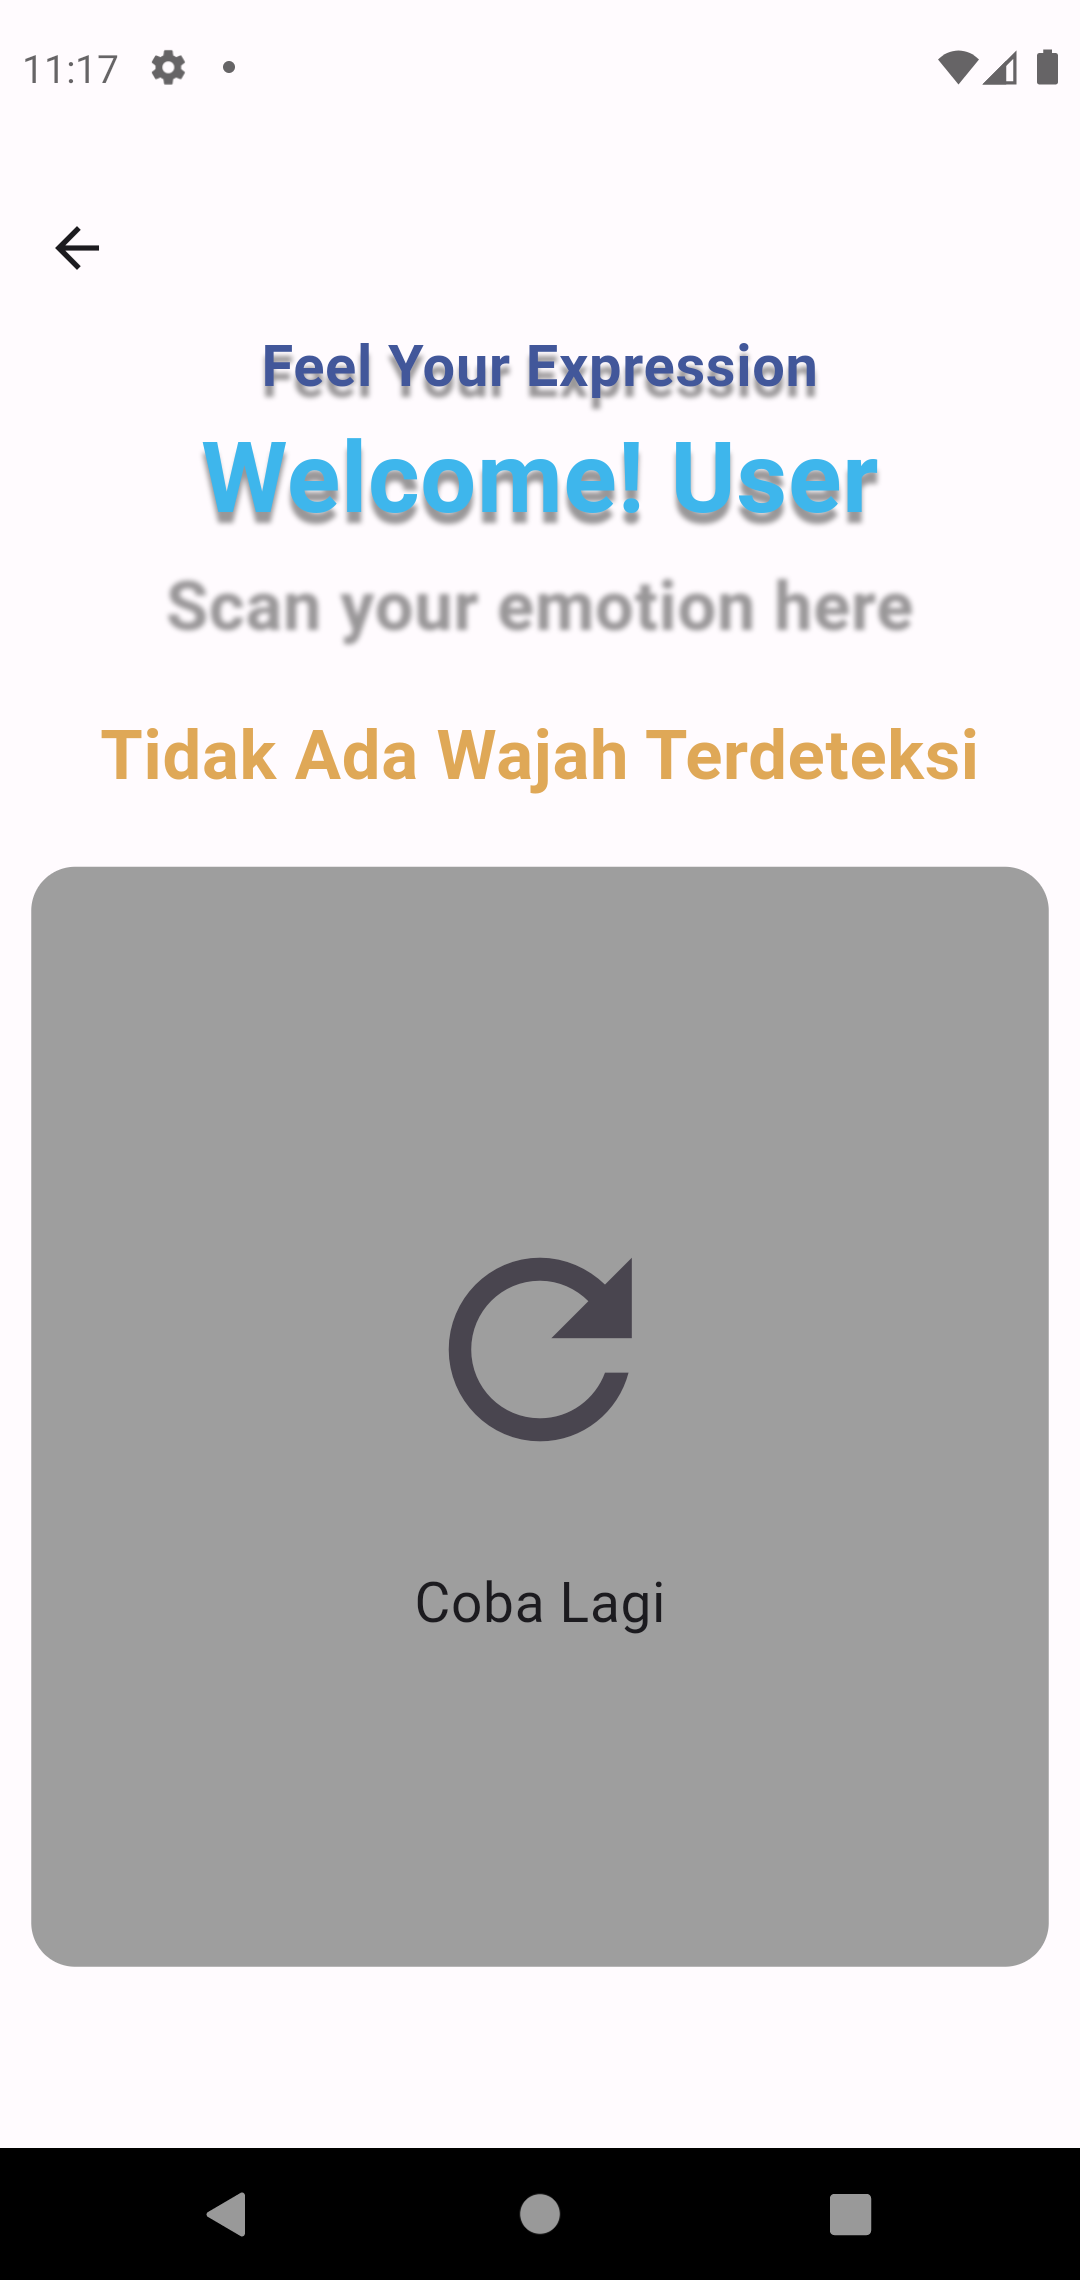 11:17
Feel Your Expression
Welcome! User
Scan your emotion here
Tidak Ada Wajah Terdeteksi
Coba Lagi